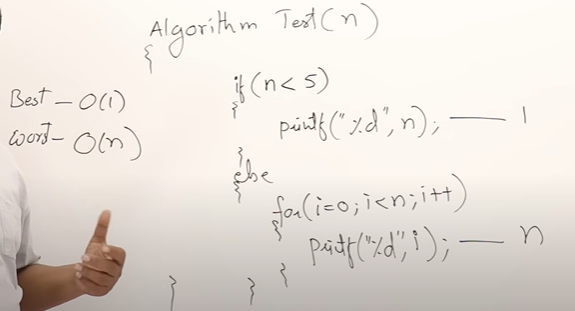 Algorithm Test(n)
{
if(n < 5)
{
printf("%d", n); — 1
}
else
{
for(i=0; i<n; i++)
{
printf("%d", i); — n
}
}
}
Best - O(1)
Worst - O(n)